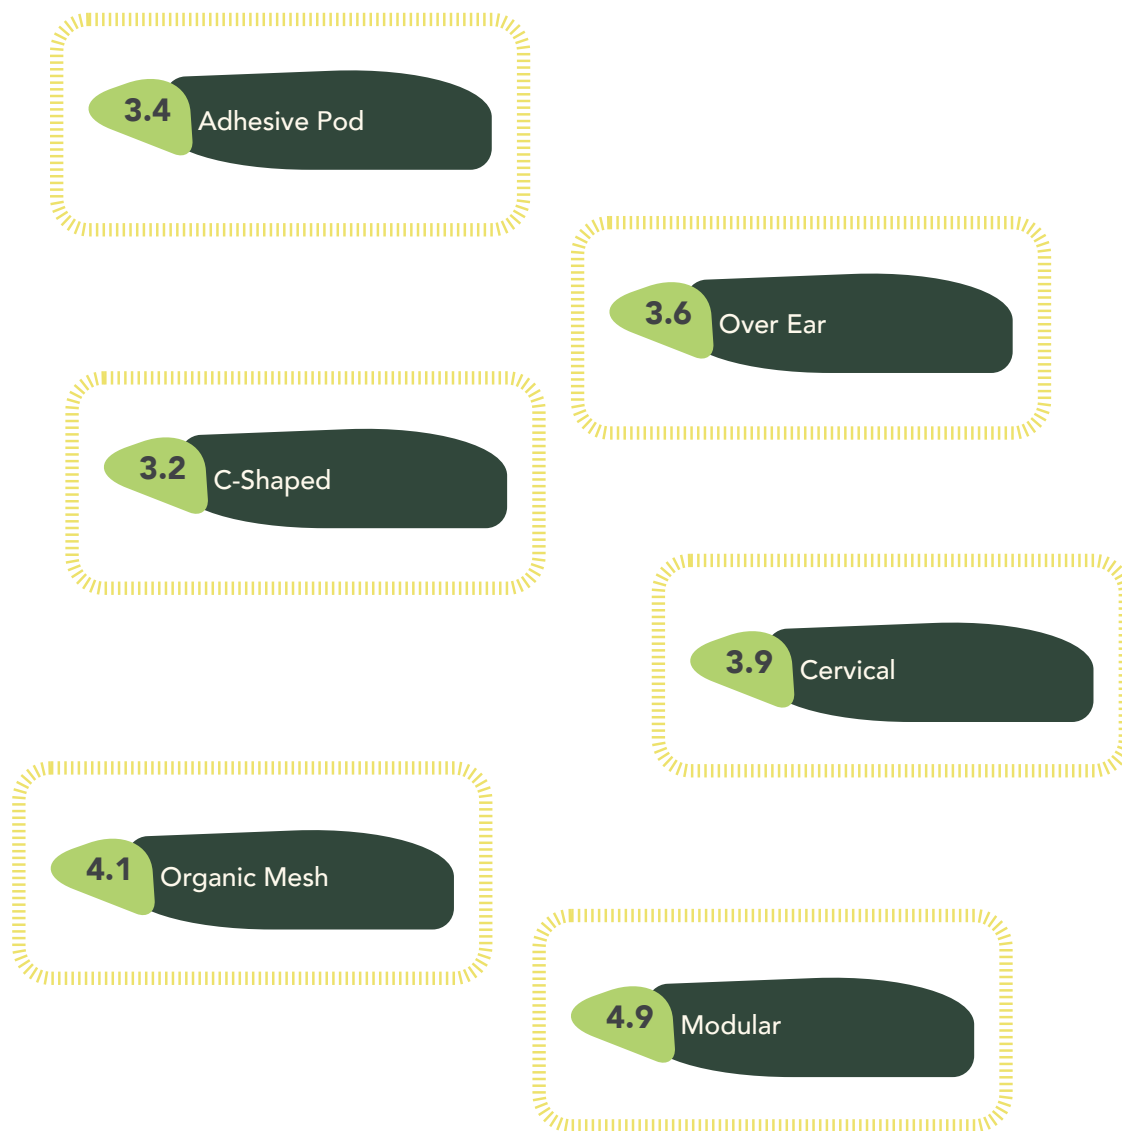 3.4 Adhesive Pod
3.6 Over Ear
3.2 C-Shaped
3.9 Cervical
4.1 Organic Mesh
4.9 Modular